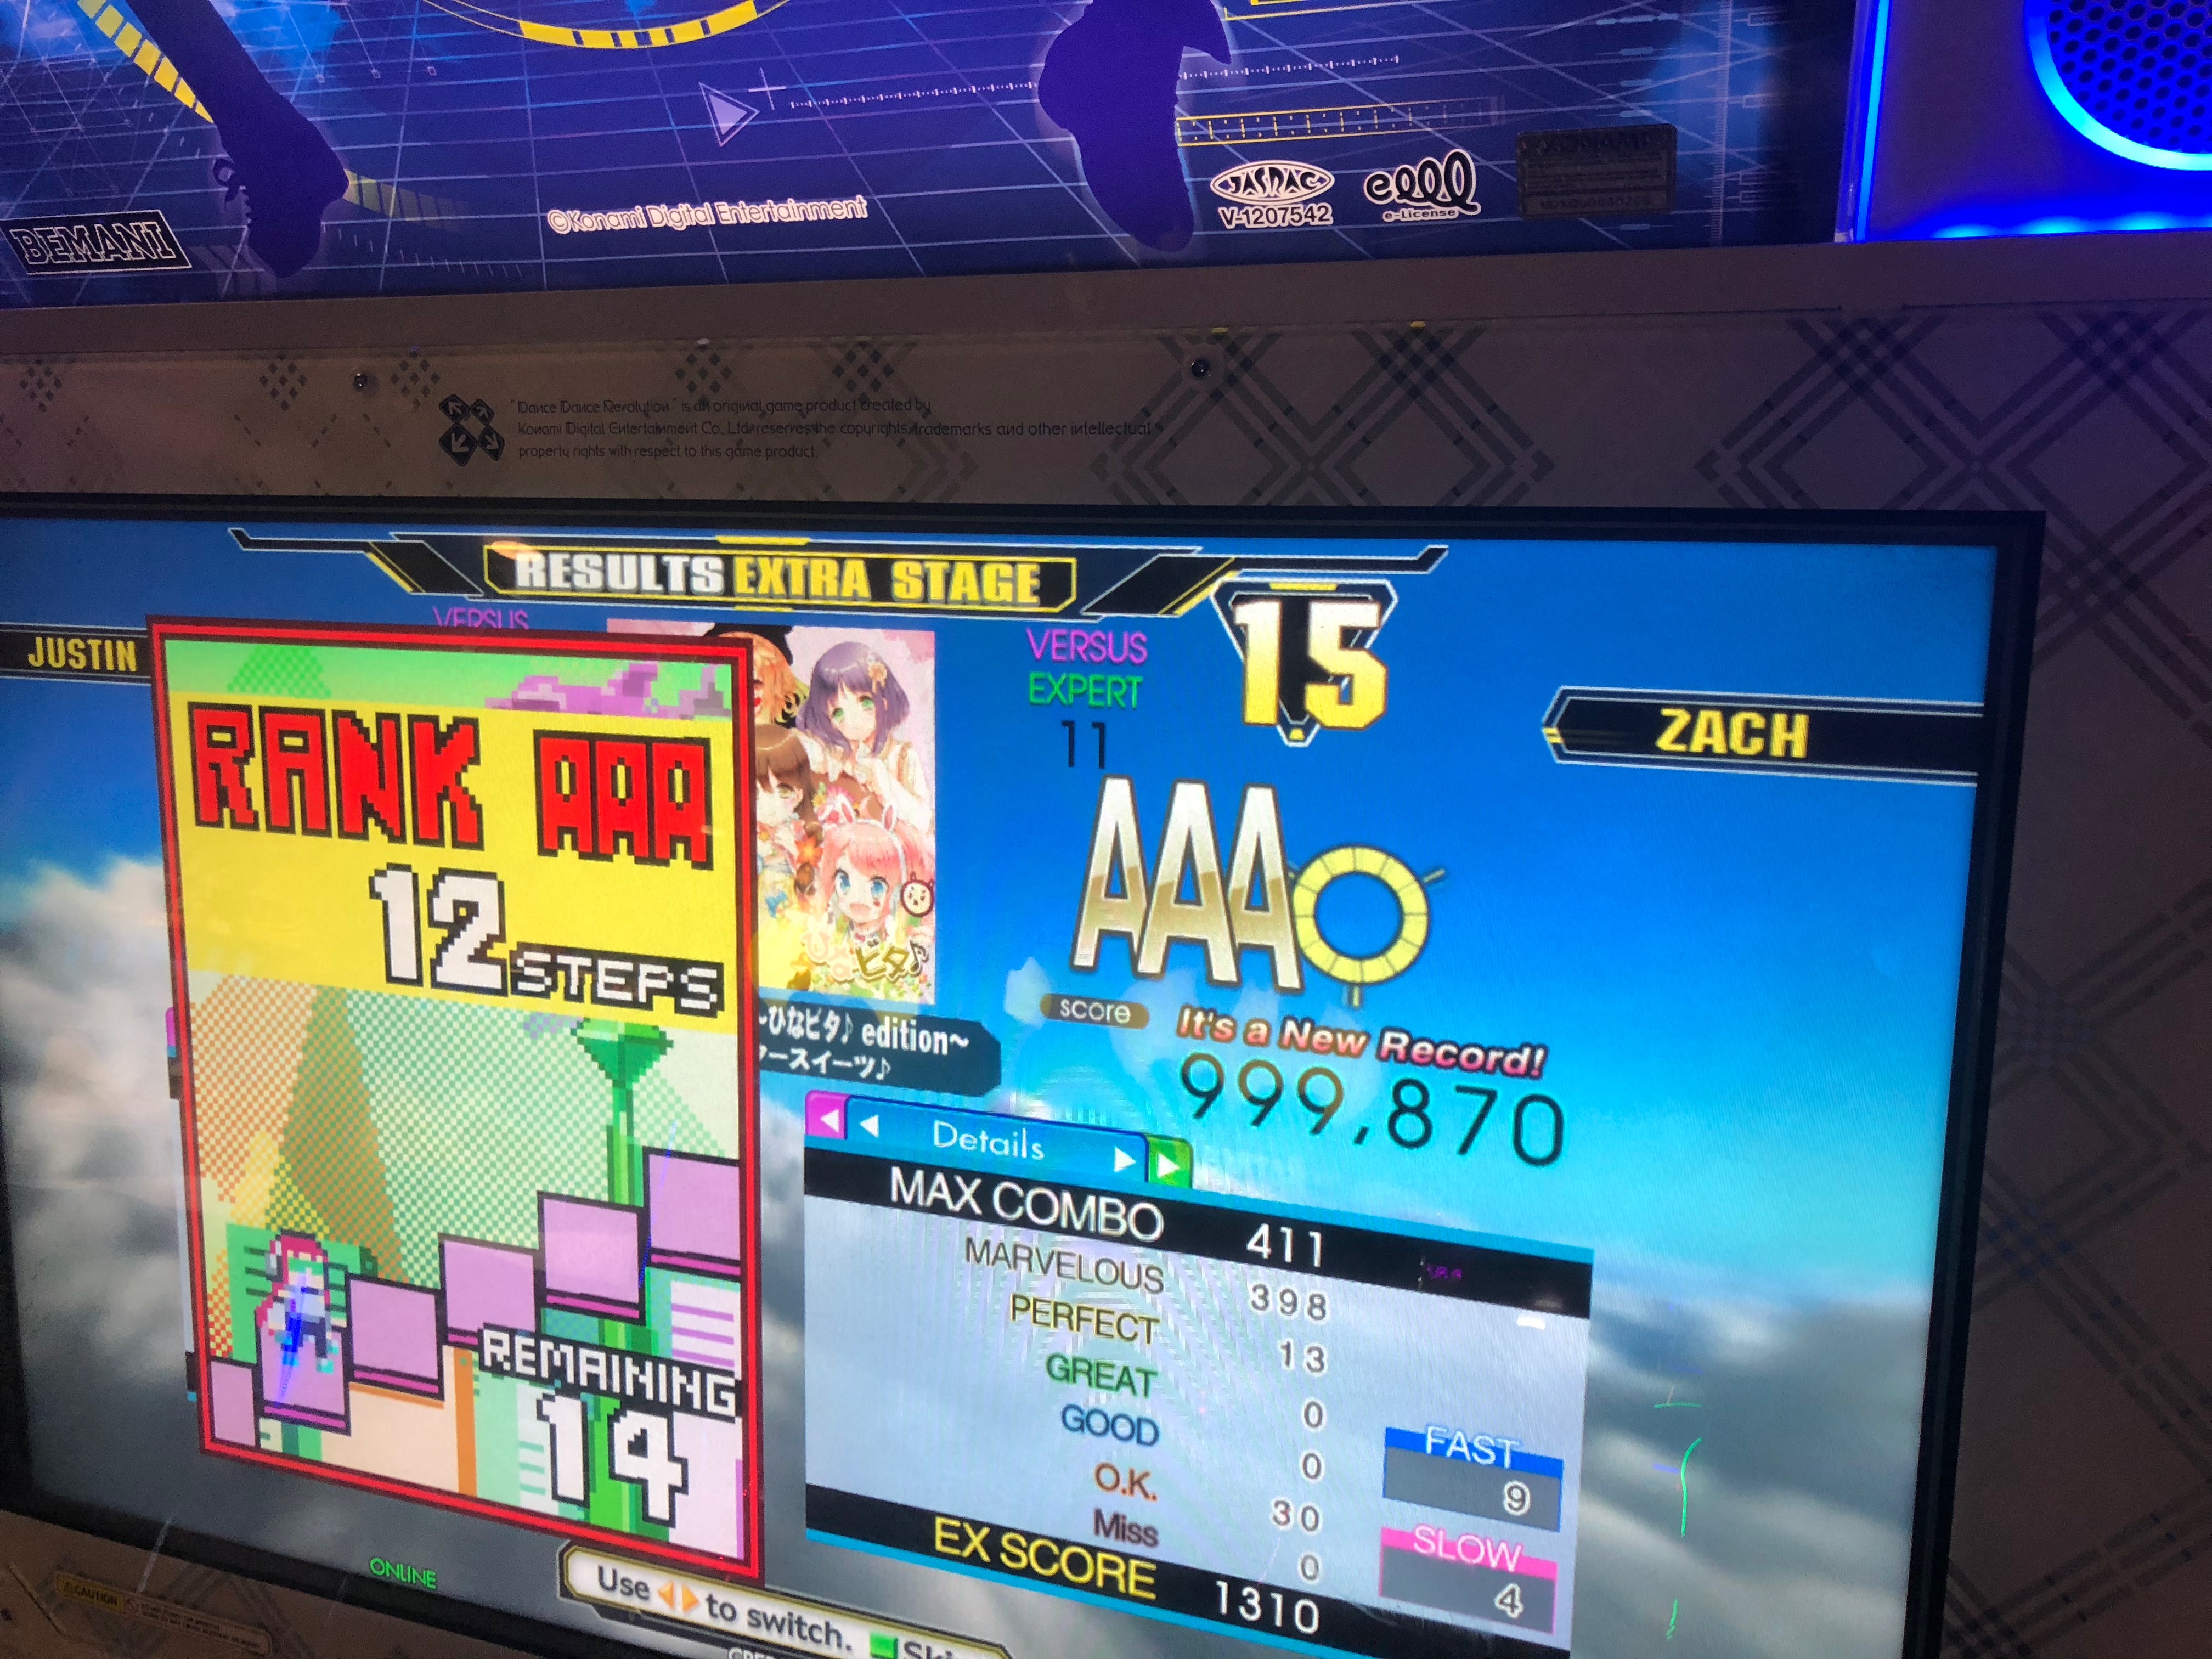 BEMANI
©Konami Digital Entertainment
JASRAC
V-1207542
e-License
"Dance Dance Revolution" is an original game product created by
Konami Digital Entertainment Co., Ltd. reserves the copyrights, trademarks and other intellectual
property rights with respect to this game product.
RESULTS EXTRA STAGE
15
JUSTIN
VERSUS
VERSUS
EXPERT
11
ZACH
RANK AAA
12 STEPS
REMAINING
14
ひなビタ♪
~ひなビタ♪ edition~
ースイーツ♪
AAA
score
It's a New Record!
999,870
Details
MAX COMBO 411
MARVELOUS 398
PERFECT 13
GREAT 0
GOOD 0
O.K. 30
Miss 0
EX SCORE 1310
FAST
9
SLOW
4
ONLINE
Use to switch.
CAUTION